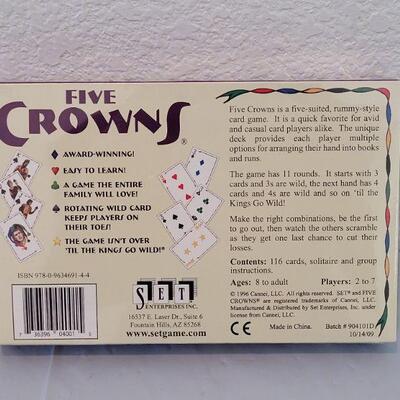 FIVE
CROWNS®
AWARD-WINNING!
EASY TO LEARN!
A GAME THE ENTIRE
FAMILY WILL LOVE!
ROTATING WILD CARD
KEEPS PLAYERS ON
THEIR TOES!
THE GAME ISN'T OVER
'TIL THE KINGS GO WILD!"
ISBN 978-0-9634691-4-4
SET
ENTERPRISES INC.
16537 E. Laser Dr., Suite 6
Fountain Hills, AZ 85268
www.setgame.com
Five Crowns is a five-suited, rummy-style
card game. It is a quick favorite for avid
and casual card players alike. The unique
deck provides each player multiple
options for arranging their hand into books
and runs.
The game has 11 rounds. It starts with 3
cards and 3s are wild, the next hand has 4
cards and 4s are wild and so on 'til the
Kings Go Wild!
Make the right combinations, be the first
to go out, then watch the others scramble
as they get one last chance to cut their
losses.
Contents: 116 cards, solitaire and group
instructions.
Ages: 8 to adult Players: 2 to 7
© 1996 Cannei, LLC. All rights reserved. SET® and FIVE
CROWNS® are registered trademarks of Cannei, LLC.
Manufactured & Distributed by Set Enterprises, Inc. under
license from Cannei, LLC.
CE Made in China. Batch # 904101D
10/14/09